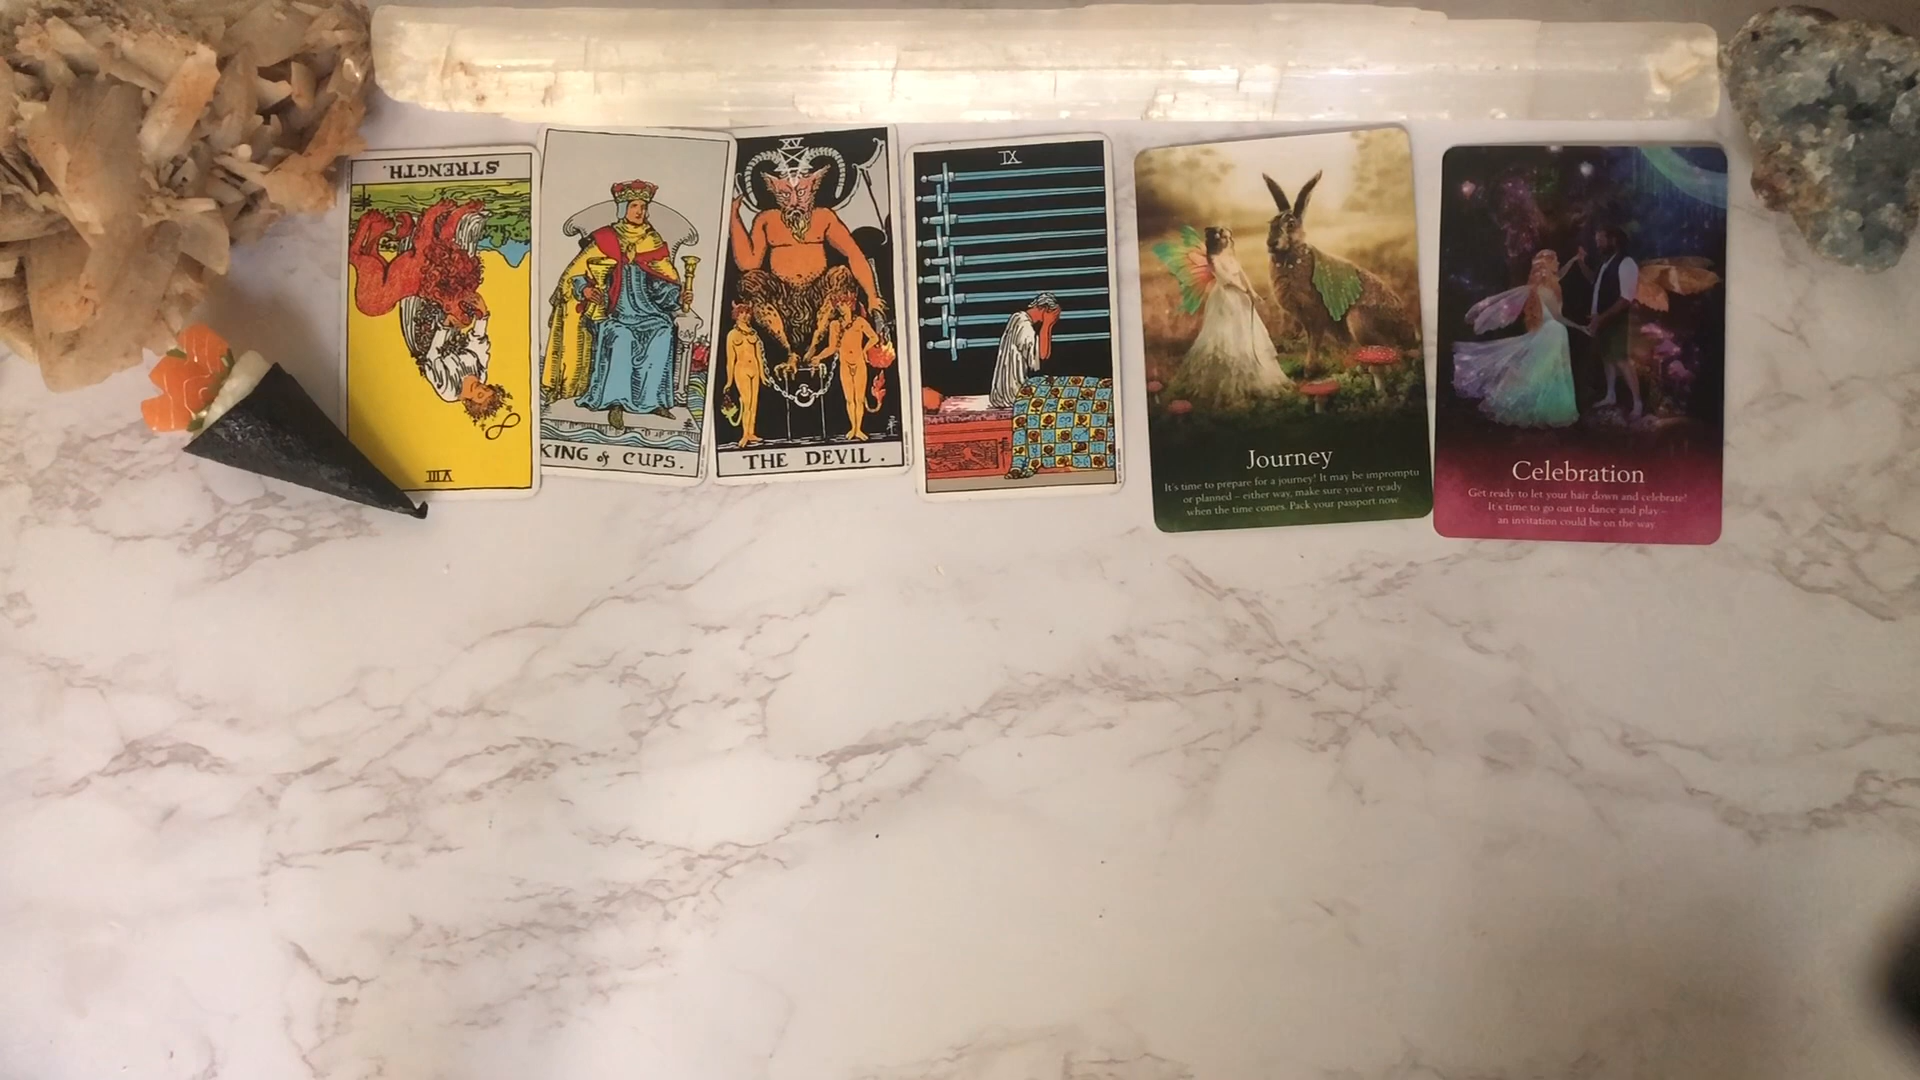 STRENGTH.
VIII
KING of CUPS.
XV
THE DEVIL.
IX
Journey
It's time to prepare for a journey! It may be impromptu
or planned – either way, make sure you're ready
when the time comes. Pack your passport now.
Celebration
Get ready to let your hair down and celebrate!
It's time to go out to dance and play –
an invitation could be on the way.